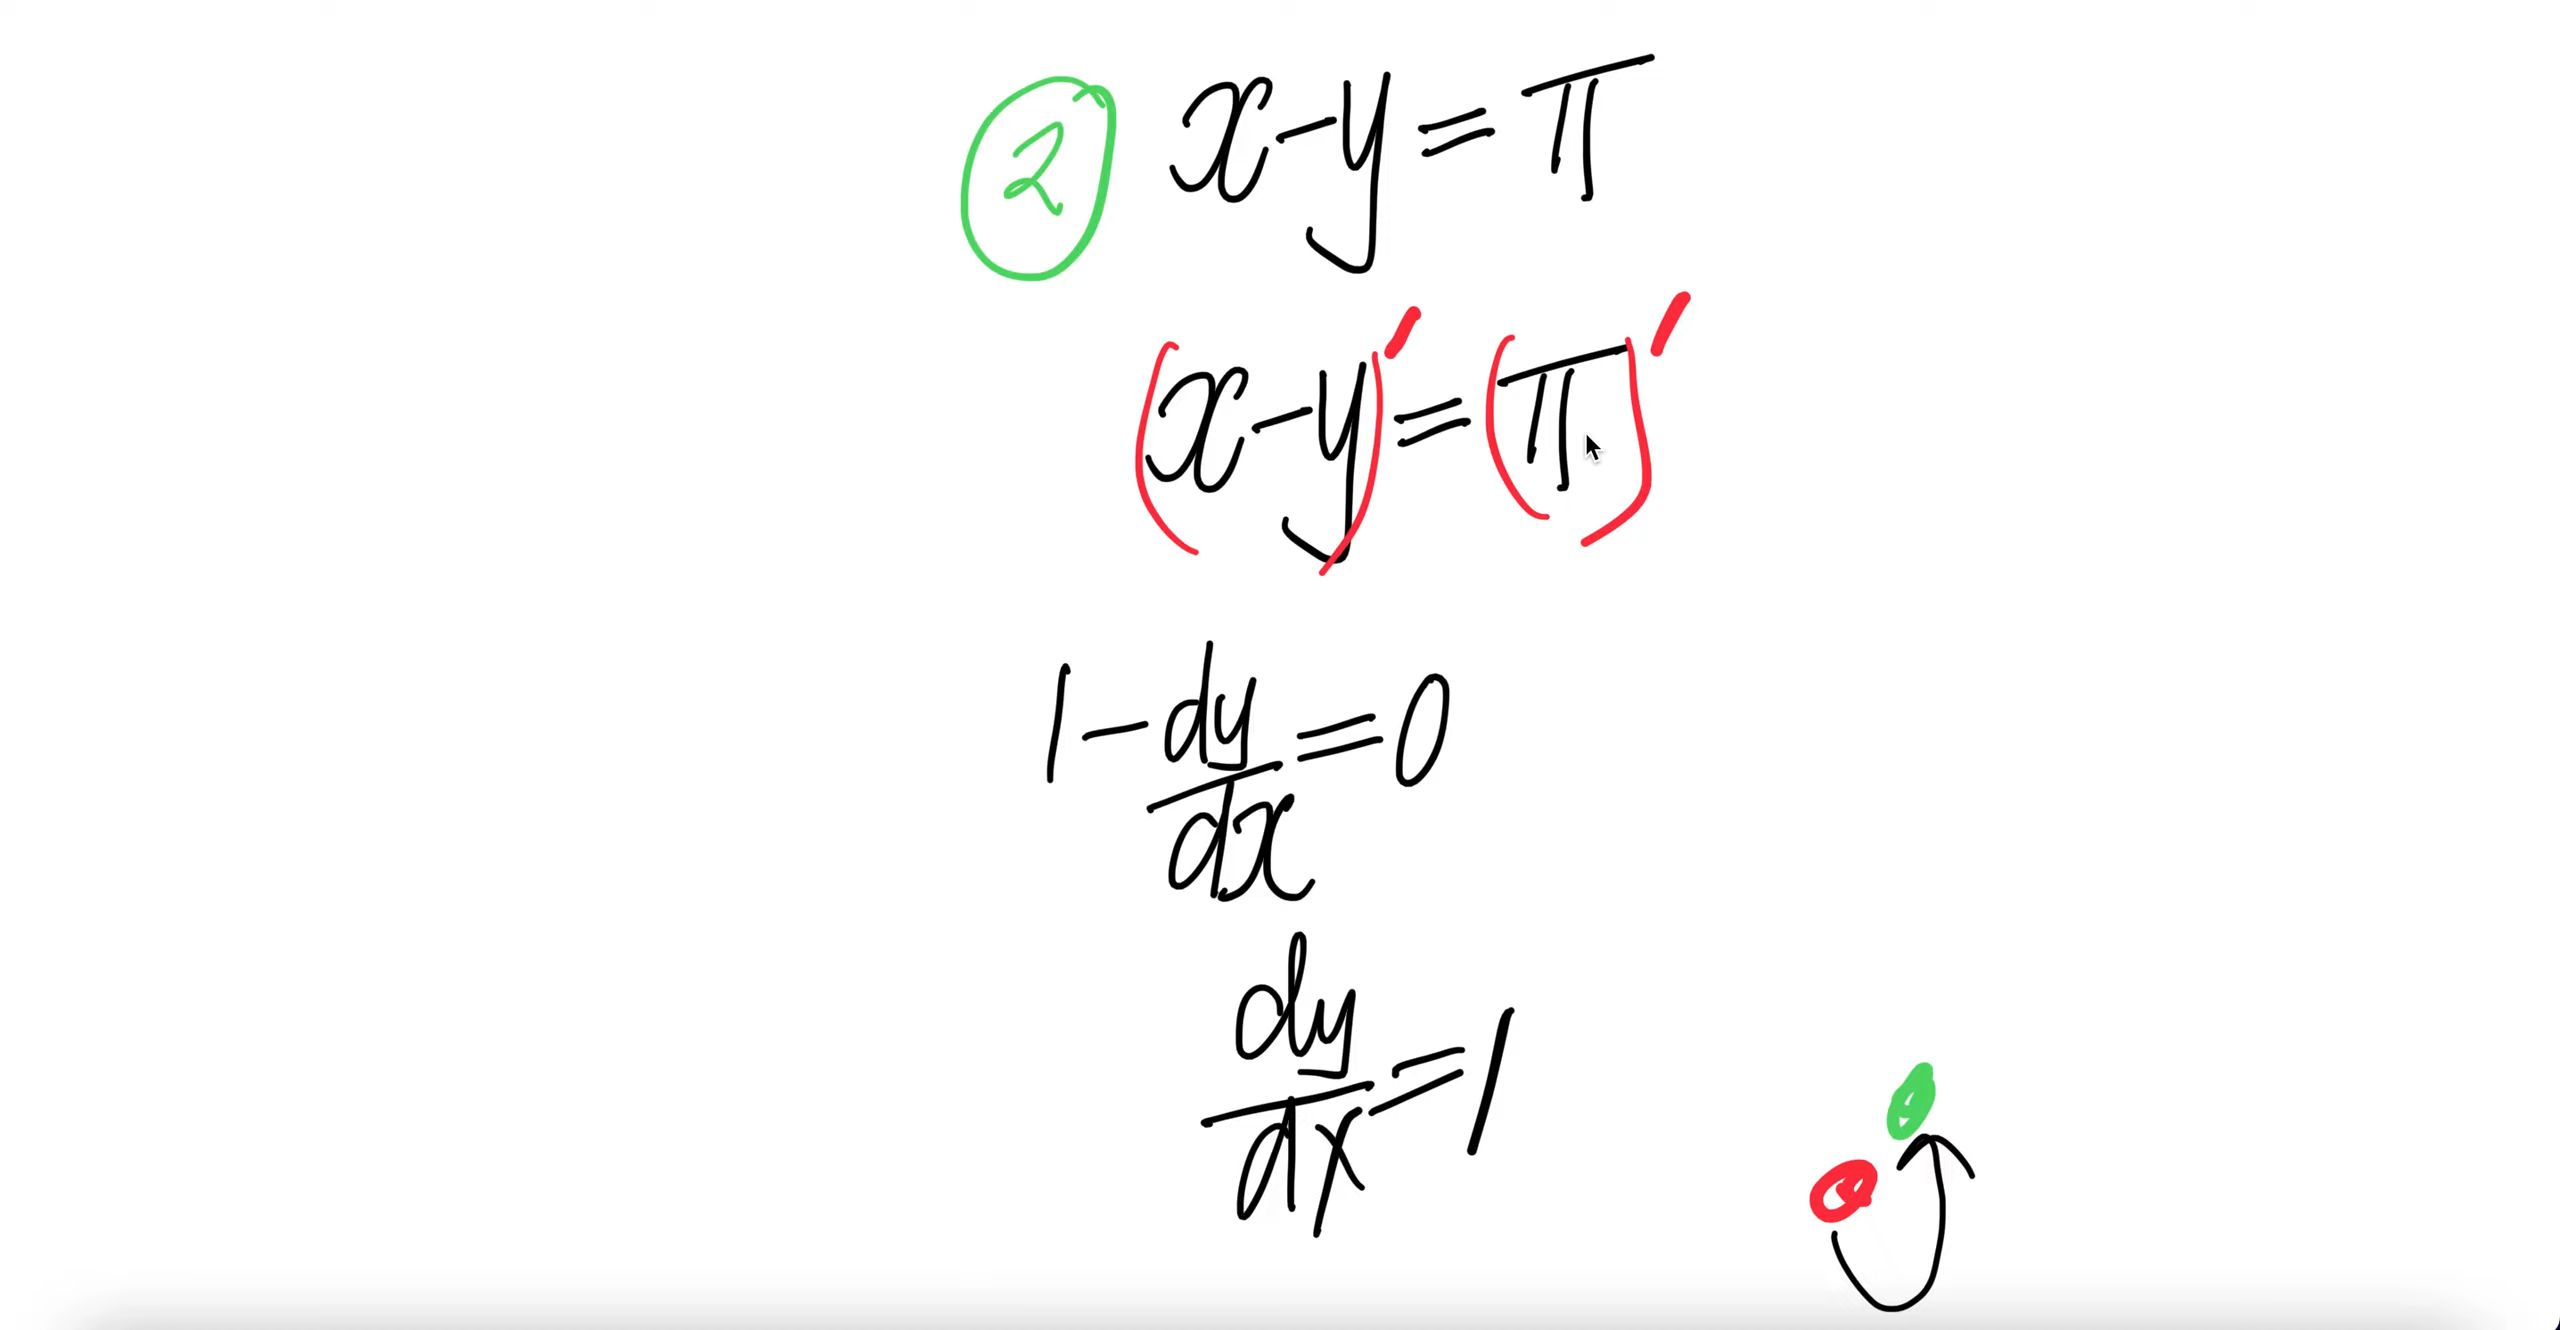 2 x-y=π
(x-y)'=(π)'
1-dy/dx=0
dy/dx=1